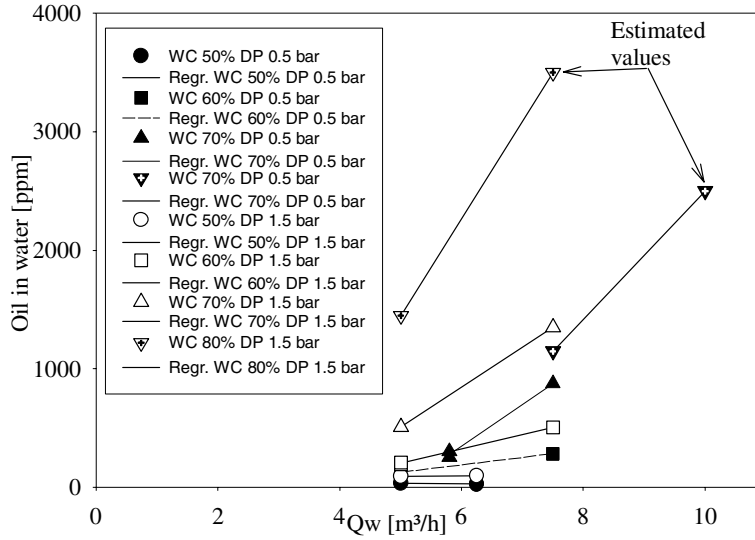 4000
3000
2000
1000
0
Oil in water [ppm]
WC 50% DP 0.5 bar
Regr. WC 50% DP 0.5 bar
WC 60% DP 0.5 bar
Regr. WC 60% DP 0.5 bar
WC 70% DP 0.5 bar
Regr. WC 70% DP 0.5 bar
WC 70% DP 0.5 bar
Regr. WC 70% DP 0.5 bar
WC 50% DP 1.5 bar
Regr. WC 50% DP 1.5 bar
WC 60% DP 1.5 bar
Regr. WC 60% DP 1.5 bar
WC 70% DP 1.5 bar
Regr. WC 70% DP 1.5 bar
WC 80% DP 1.5 bar
Regr. WC 80% DP 1.5 bar
Estimated
values
0 2 4 6 8 10
Qw [m³/h]